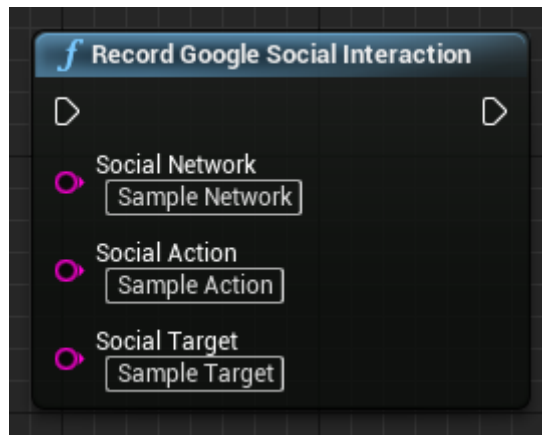 f Record Google Social Interaction
Social Network
Sample Network
Social Action
Sample Action
Social Target
Sample Target